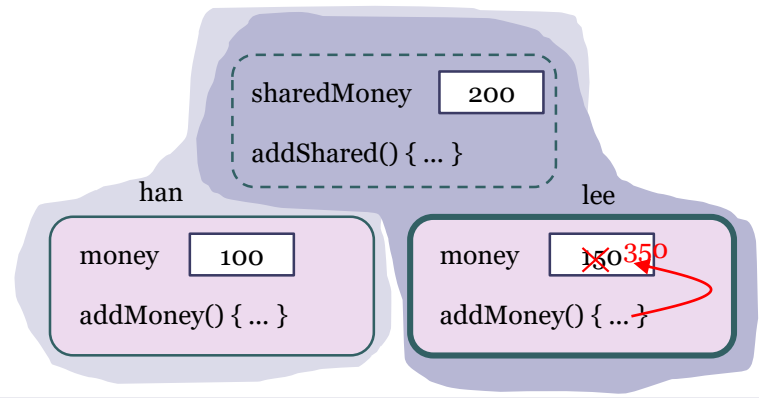 sharedMoney 200
addShared() { ... }
han
lee
money 100
addMoney() { ... }
money 150 350
addMoney() { ... }